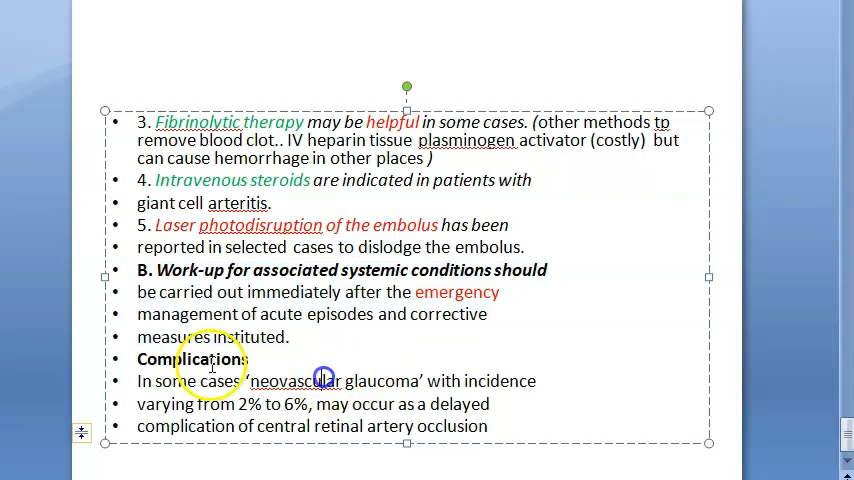 • 3. Fibrinolytic therapy may be helpful in some cases. (other methods tp
remove blood clot.. IV heparin tissue plasminogen activator (costly) but
can cause hemorrhage in other places )
• 4. Intravenous steroids are indicated in patients with
• giant cell arteritis.
• 5. Laser photodisruption of the embolus has been
• reported in selected cases to dislodge the embolus.
• B. Work-up for associated systemic conditions should
• be carried out immediately after the emergency
• management of acute episodes and corrective
• measures instituted.
• Complications
• In some cases ‘neovascular glaucoma’ with incidence
• varying from 2% to 6%, may occur as a delayed
• complication of central retinal artery occlusion